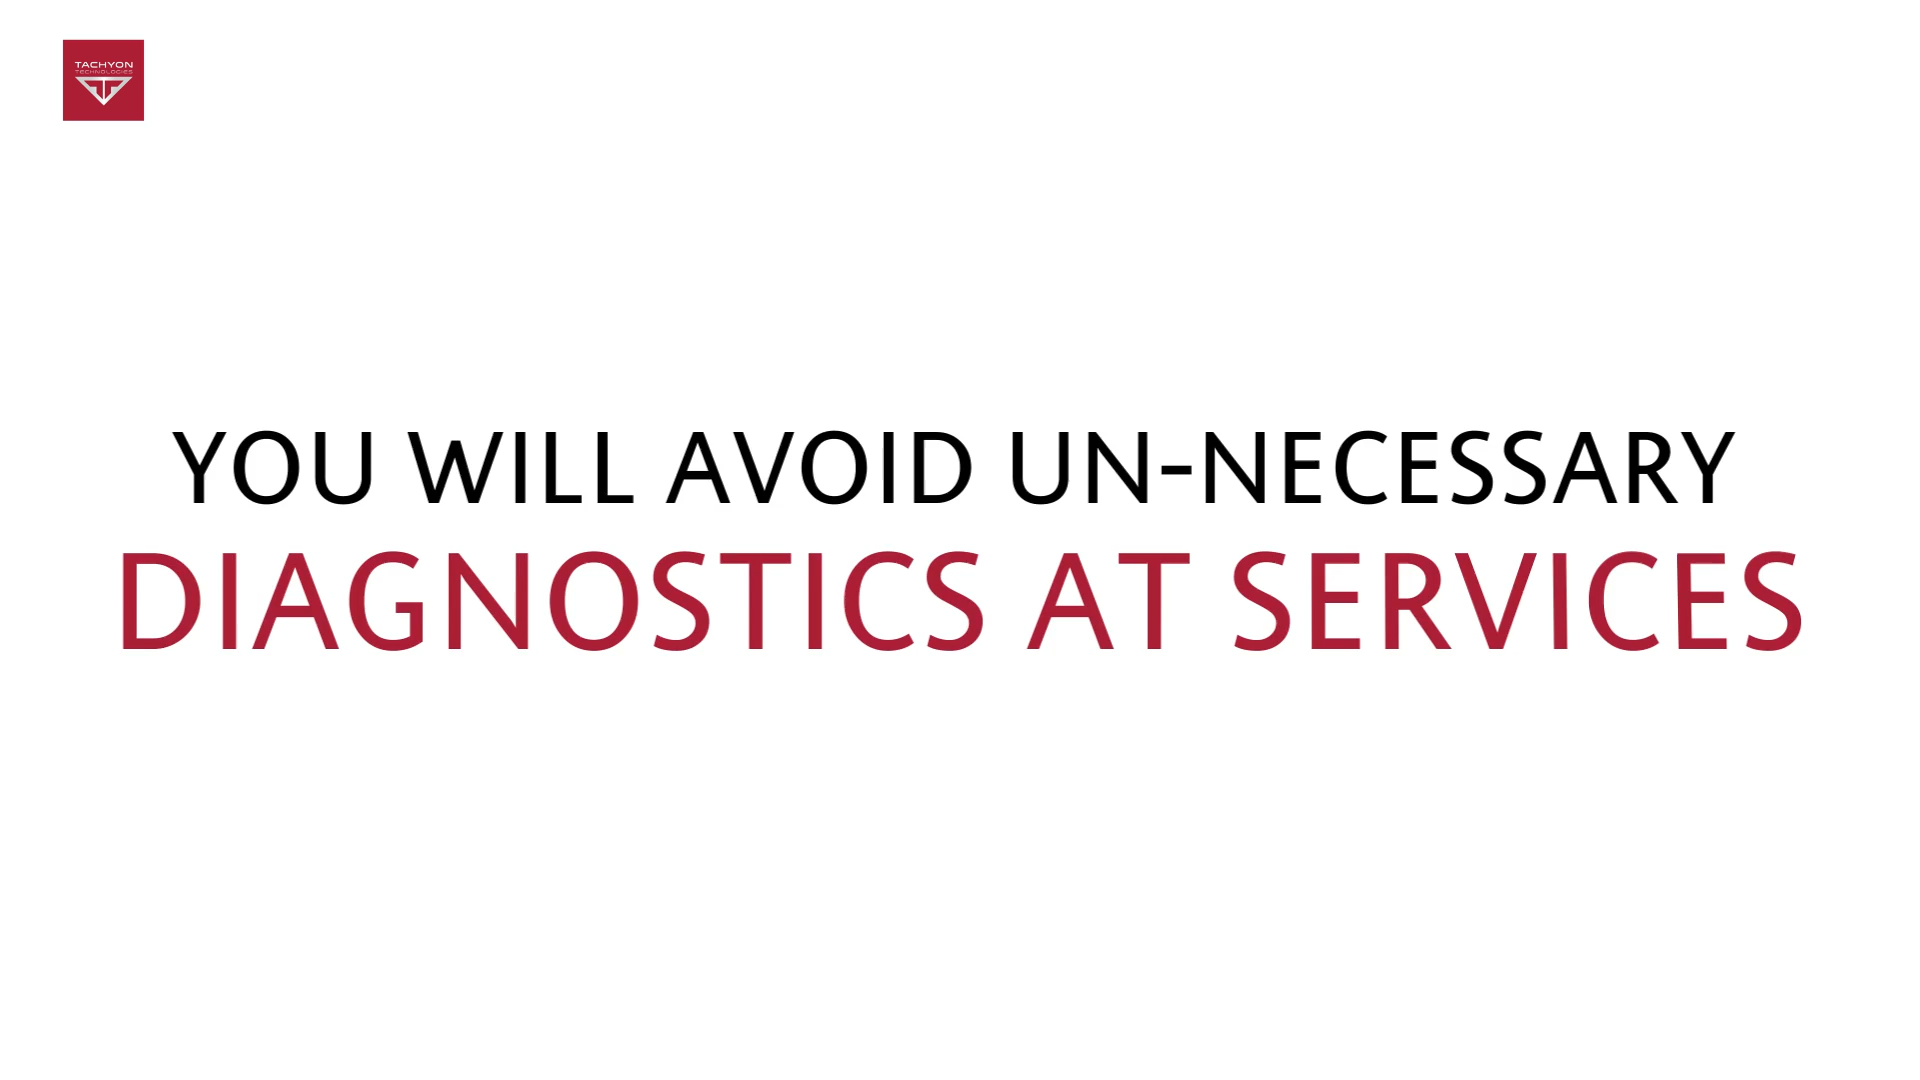 TACHYON
TECHNOLOGIES
YOU WILL AVOID UN-NECESSARY
DIAGNOSTICS AT SERVICES